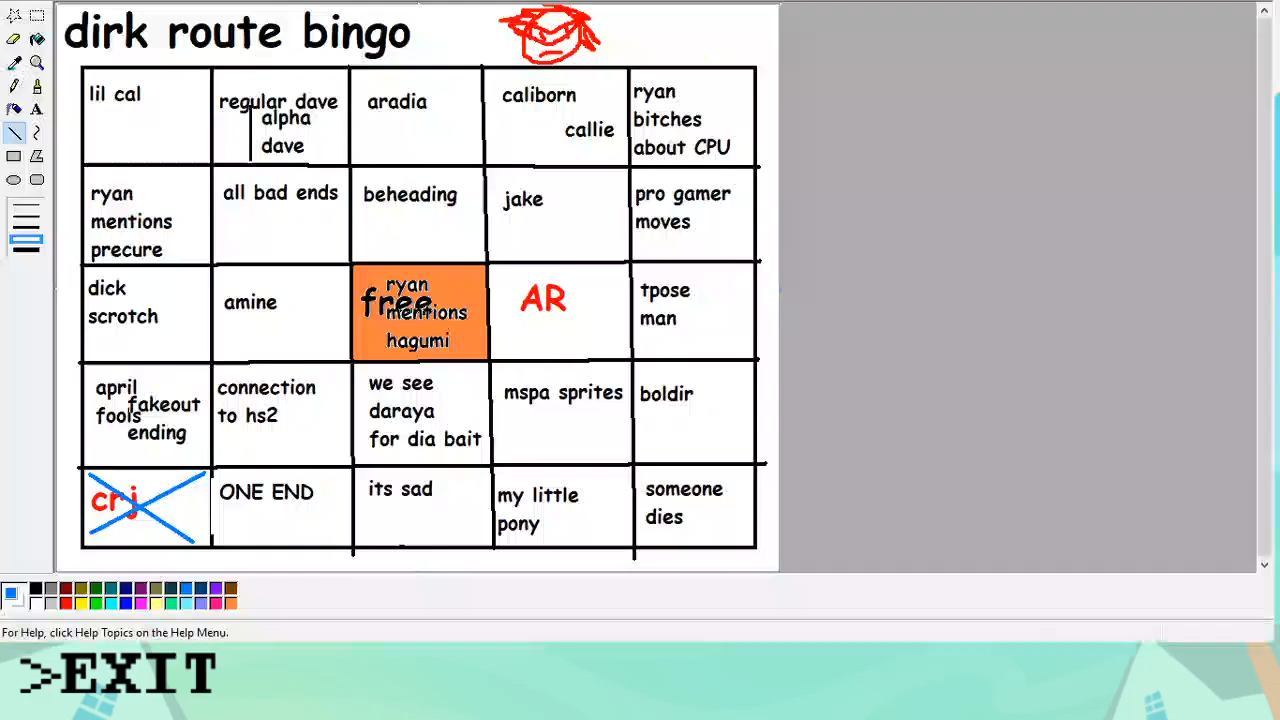 dirk route bingo
lil cal
regular dave
alpha
dave
aradia
caliborn
callie
ryan
bitches
about CPU
ryan
mentions
precure
all bad ends
beheading
jake
pro gamer
moves
dick
scrotch
amine
free
ryan
mentions
hagumi
AR
tpose
man
april
fools
fakeout
ending
connection
to hs2
we see
daraya
for dia bait
mspa sprites
boldir
crj
ONE END
its sad
my little
pony
someone
dies
A
For Help, click Help Topics on the Help Menu.
>EXIT